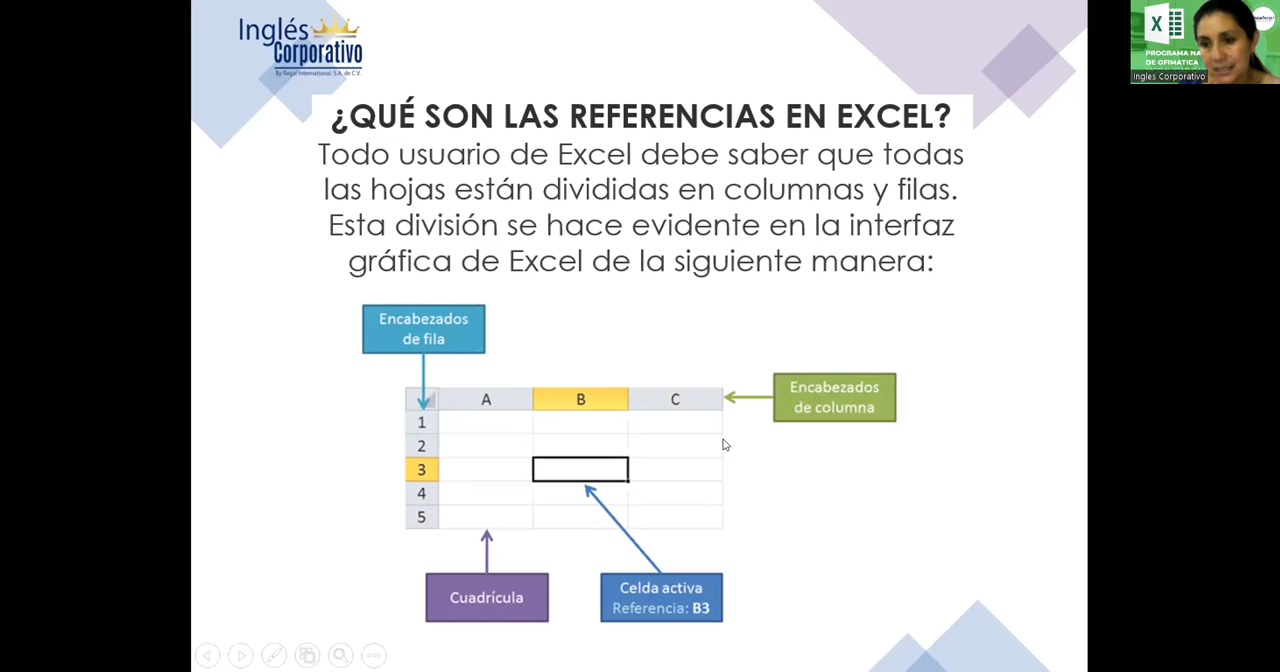 Inglés
Corporativo
By Regal International, S.A. de C.V.
X
PROGRAMA NA
DE OFIMATICA
Ingles Corporativo
¿QUÉ SON LAS REFERENCIAS EN EXCEL?
Todo usuario de Excel debe saber que todas
las hojas están divididas en columnas y filas.
Esta división se hace evidente en la interfaz
gráfica de Excel de la siguiente manera:
Encabezados
de fila
Encabezados
de columna
A B C
1
2
3
4
5
Cuadrícula
Celda activa
Referencia: B3